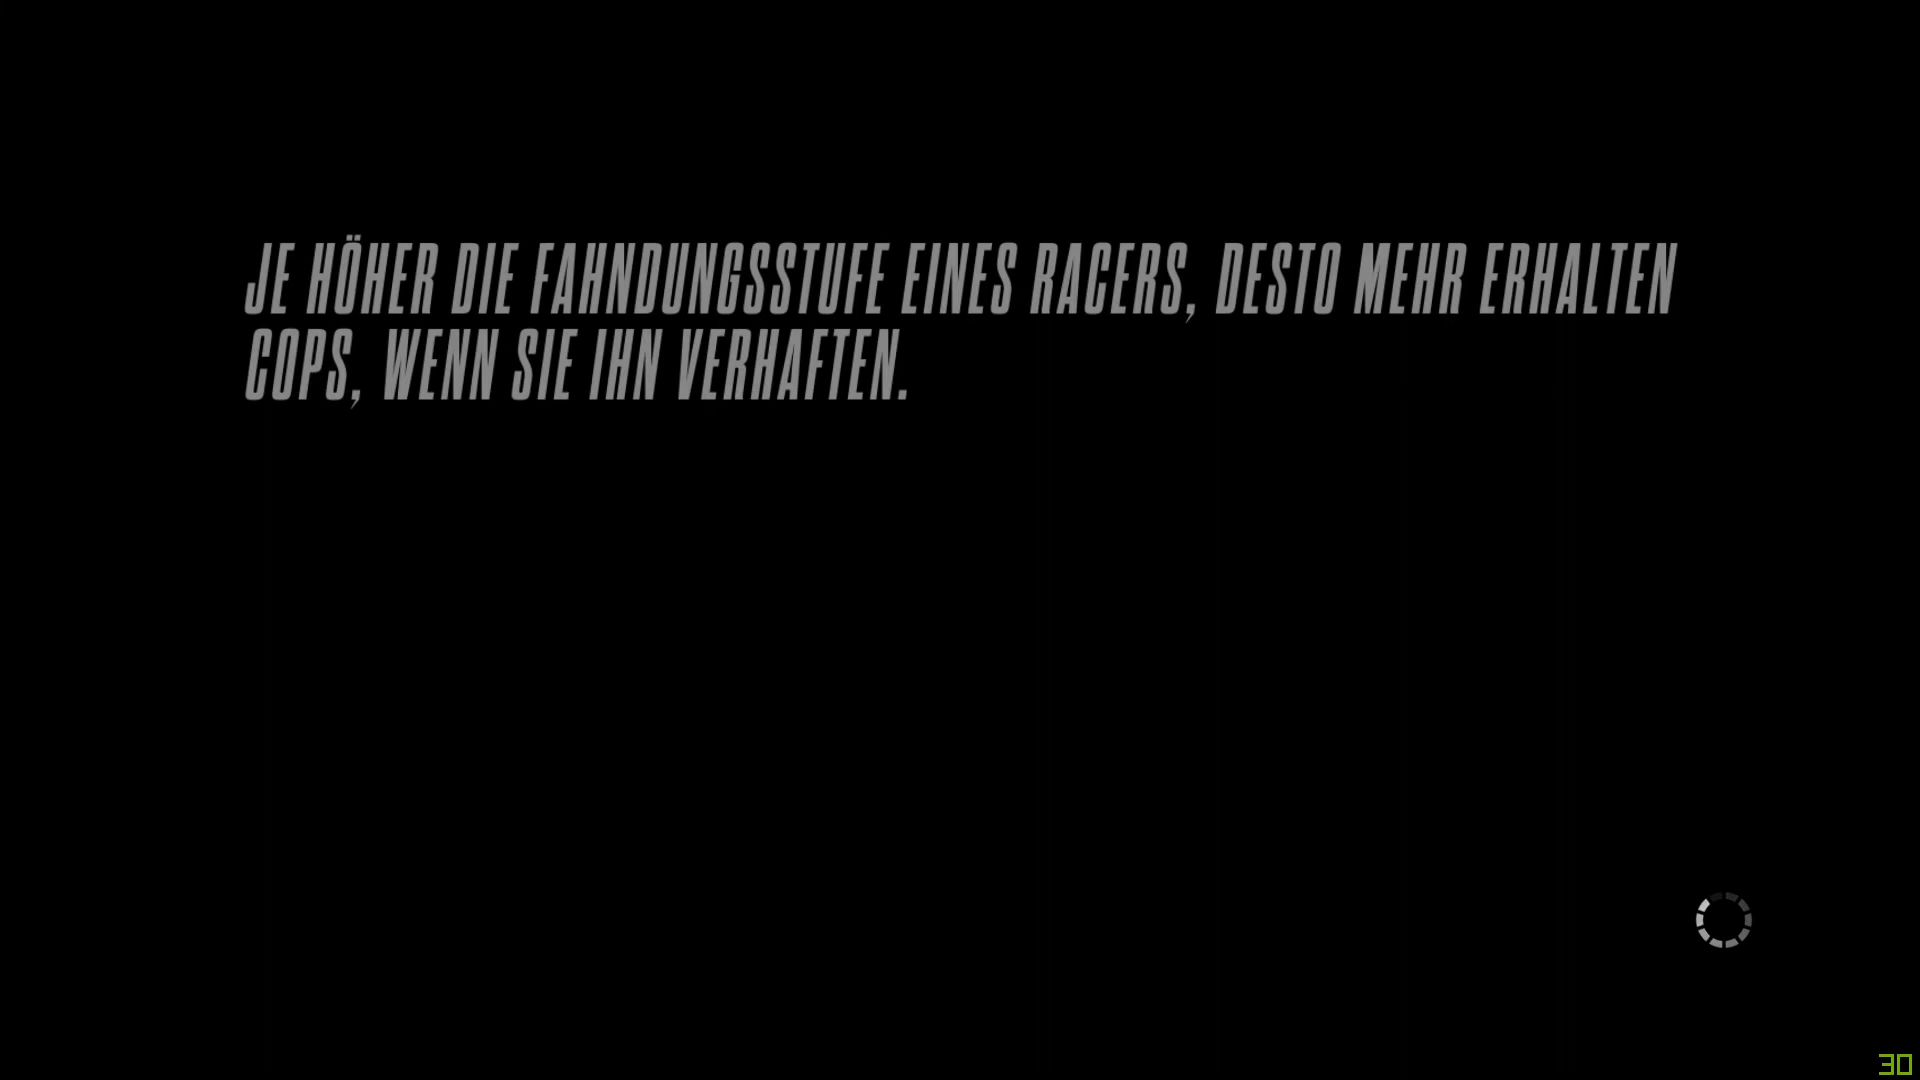 JE HÖHER DIE FAHNDUNGSSTUFE EINES RACERS, DESTO MEHR ERHALTEN
COPS, WENN SIE IHN VERHAFTEN.
30